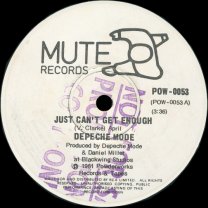 MUTE
RECORDS
POW-0053
(POW-0053 A)
(3:36)
JUST CAN'T GET ENOUGH
(V. Clarke) April
DEPECHE MODE
Produced by Depeche Mode
& Daniel Miller
at Blackwing Studios
℗ 1981 Powderworks
Records & Tapes